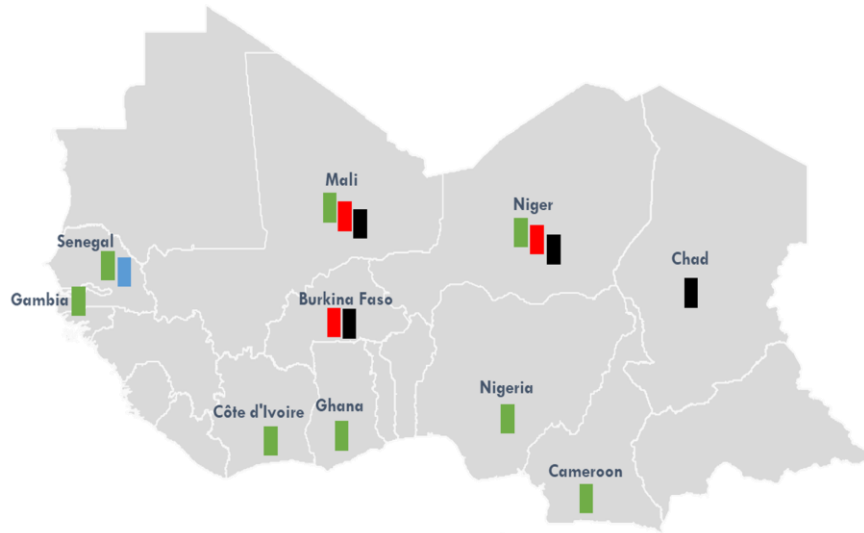 Mali
Niger
Senegal
Chad
Gambia
Burkina Faso
Nigeria
Côte d'Ivoire
Ghana
Cameroon